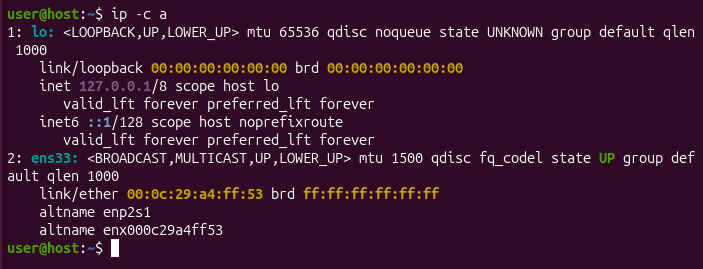 user@host:~$ ip -c a
1: lo: <LOOPBACK,UP,LOWER_UP> mtu 65536 qdisc noqueue state UNKNOWN group default qlen
 1000
    link/loopback 00:00:00:00:00:00 brd 00:00:00:00:00:00
    inet 127.0.0.1/8 scope host lo
       valid_lft forever preferred_lft forever
    inet6 ::1/128 scope host noprefixroute
       valid_lft forever preferred_lft forever
2: ens33: <BROADCAST,MULTICAST,UP,LOWER_UP> mtu 1500 qdisc fq_codel state UP group def
ault qlen 1000
    link/ether 00:0c:29:a4:ff:53 brd ff:ff:ff:ff:ff:ff
    altname enp2s1
    altname enx000c29a4ff53
user@host:~$